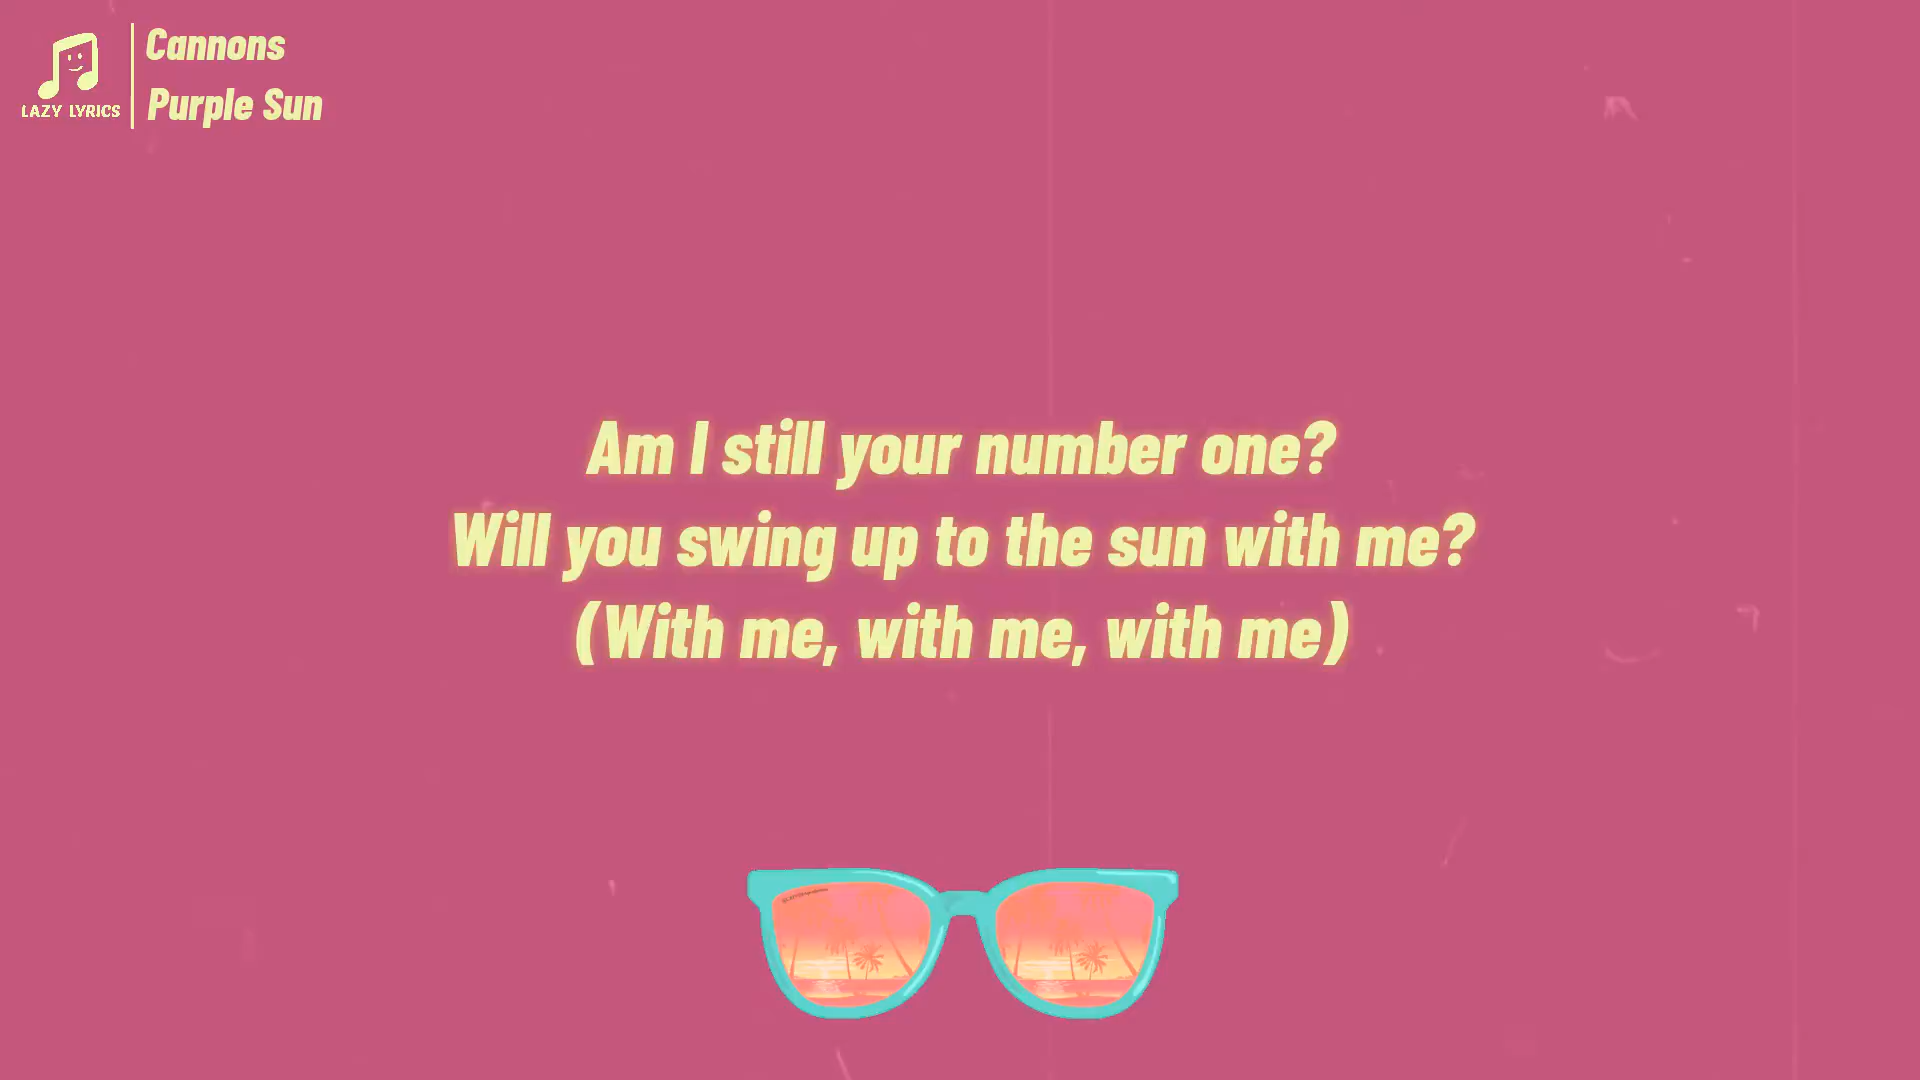 Cannons
LAZY LYRICS
Purple Sun
Am I still your number one?
Will you swing up to the sun with me?
(With me, with me, with me)